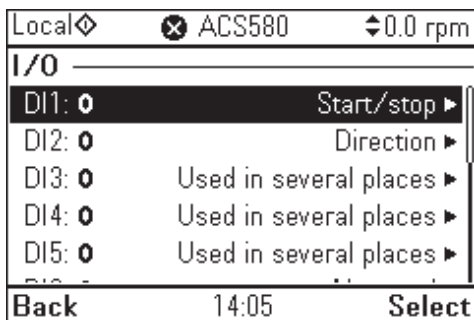 Local ACS580 0.0 rpm
I/O
DI1: 0 Start/stop
DI2: 0 Direction
DI3: 0 Used in several places
DI4: 0 Used in several places
DI5: 0 Used in several places
Back 14:05 Select